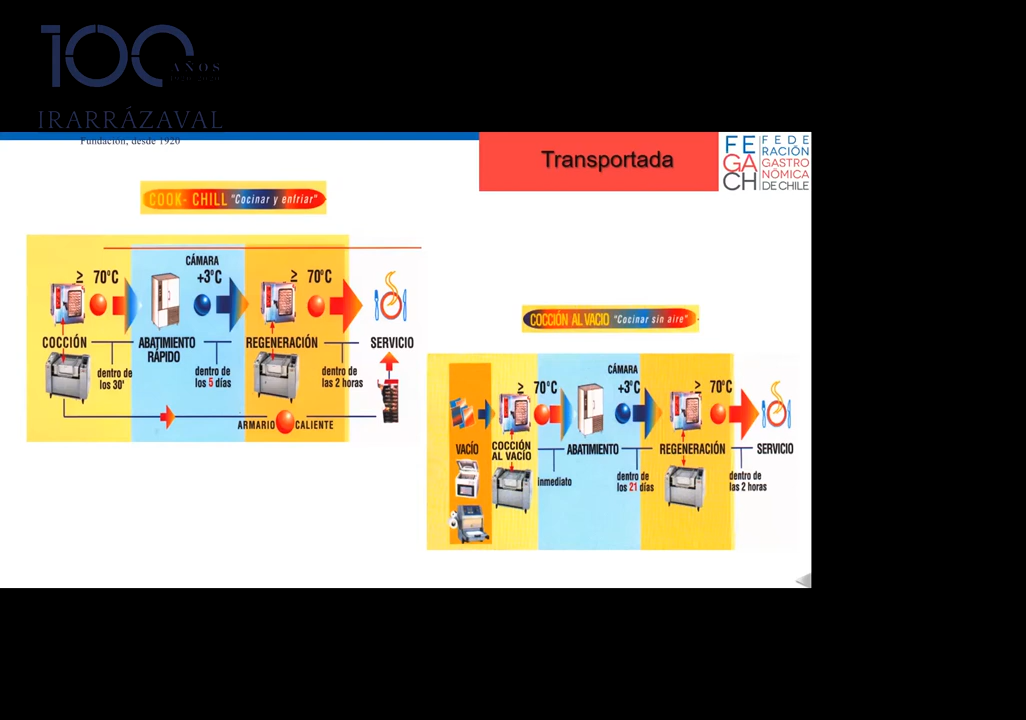 100
AÑOS
IRARRÁZAVAL
Fundación, desde 1920
Transportada
FE
GA
CH
FEDE
RACIÓN
GASTRO
NÓMICA
DE CHILE
COOK- CHILL "Cocinar y enfriar"
≥ 70°C
CÁMARA
+3°C
≥ 70°C
COCCIÓN
ABATIMIENTO
RÁPIDO
REGENERACIÓN
SERVICIO
dentro de
los 30'
dentro de
los 5 días
dentro de
las 2 horas
ARMARIO CALIENTE
COCCIÓN AL VACIO "Cocinar sin aire"
≥ 70°C
CÁMARA
+3°C
≥ 70°C
VACÍO
COCCIÓN
AL VACÍO
ABATIMIENTO
REGENERACIÓN
SERVICIO
inmediato
dentro de
los 21 días
dentro de
las 2 horas